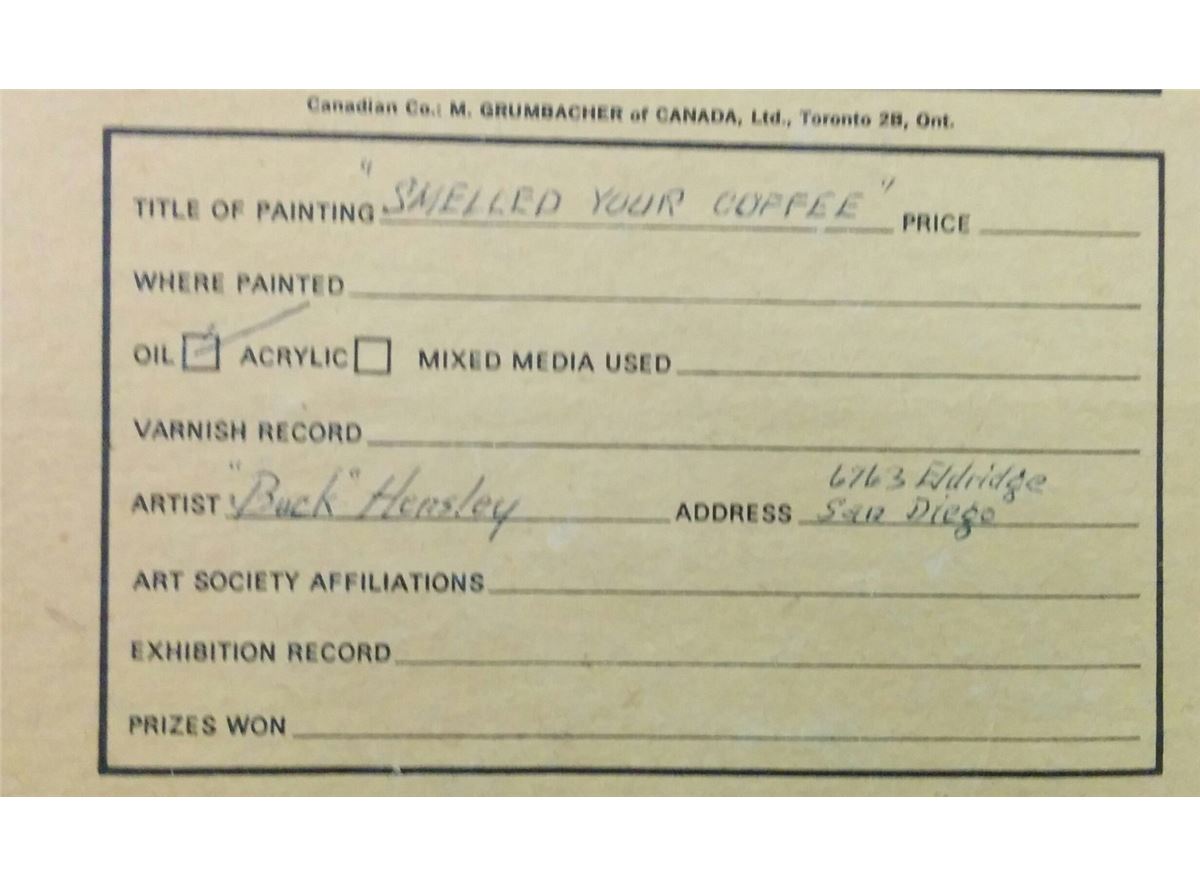 Canadian Co.: M. GRUMBACHER of CANADA, Ltd., Toronto 2B, Ont.
TITLE OF PAINTING "SMELLED YOUR COFFEE" PRICE
WHERE PAINTED
OIL ACRYLIC MIXED MEDIA USED
VARNISH RECORD
ARTIST "Buck" Hensley ADDRESS 6763 Eldridge
San Diego
ART SOCIETY AFFILIATIONS
EXHIBITION RECORD
PRIZES WON